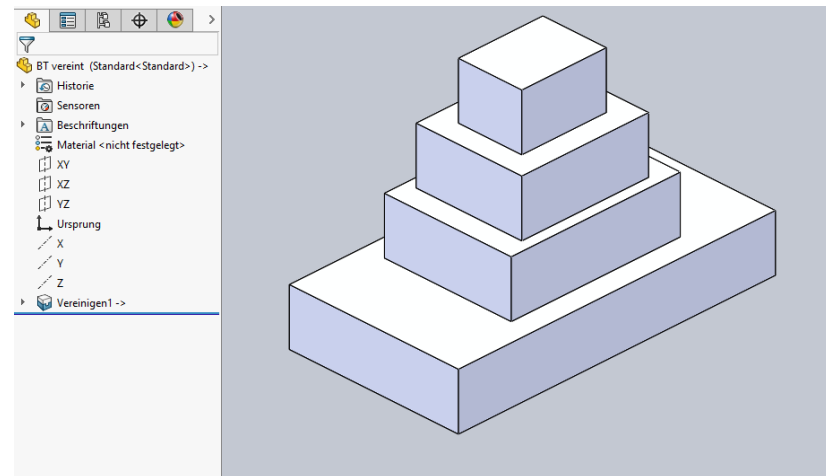 BT vereint (Standard<Standard>) ->
Historie
Sensoren
Beschriftungen
Material <nicht festgelegt>
XY
XZ
YZ
Ursprung
X
Y
Z
Vereinigen1 ->